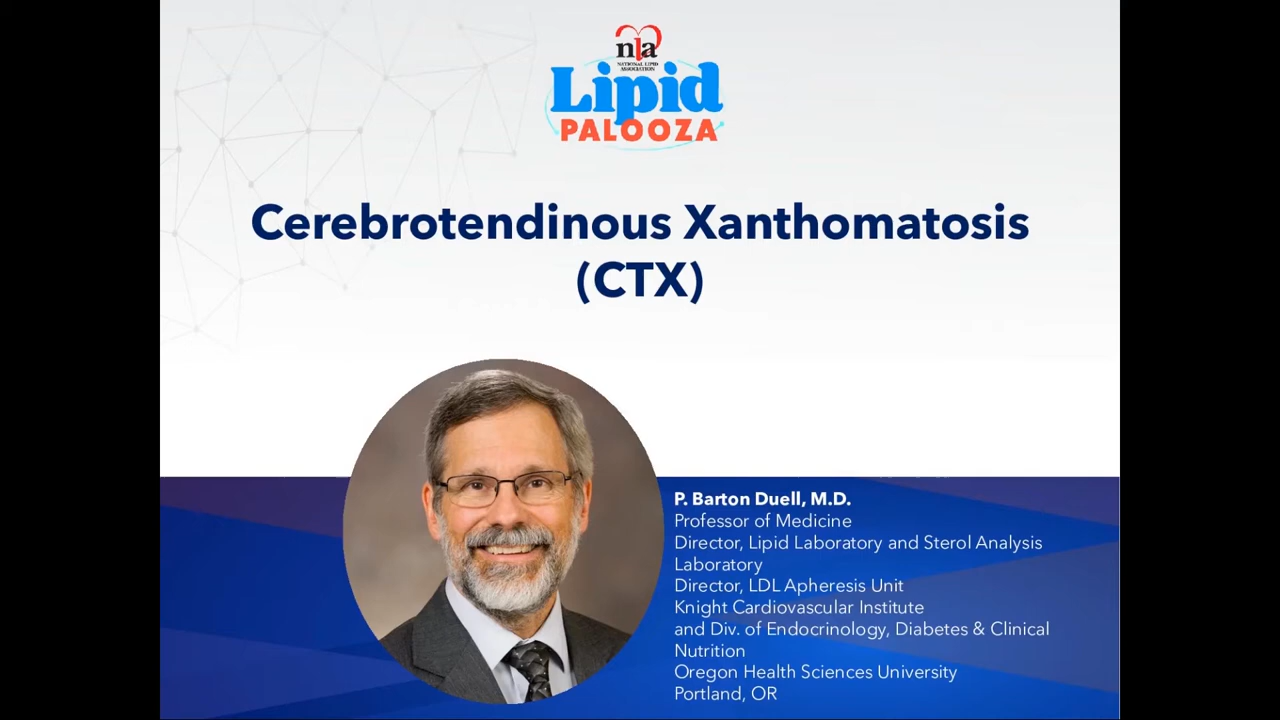 nla
NATIONAL LIPID
ASSOCIATION
Lipid
PALOOZA
Cerebrotendinous Xanthomatosis
(CTX)
P. Barton Duell, M.D.
Professor of Medicine
Director, Lipid Laboratory and Sterol Analysis
Laboratory
Director, LDL Apheresis Unit
Knight Cardiovascular Institute
and Div. of Endocrinology, Diabetes & Clinical
Nutrition
Oregon Health Sciences University
Portland, OR